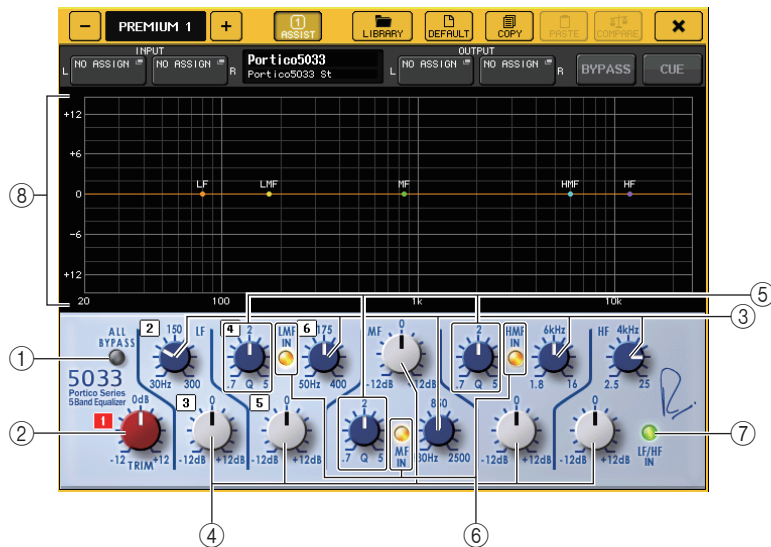 PREMIUM 1
1
ASSIST
LIBRARY
DEFAULT
COPY
PASTE
COMPARE
INPUT
L
NO ASSIGN
NO ASSIGN
R
Portico5033
Portico5033 St
OUTPUT
L
NO ASSIGN
NO ASSIGN
R
BYPASS
CUE
+12
+6
0
+6
+12
LF
LMF
MF
HMF
HF
20
100
1k
10k
⑧
⑤
③
①
②
⑦
④
⑥
ALL BYPASS
2
150
LF
30Hz
300
4
2
.7 Q 5
LMF IN
6
175
50Hz
400
MF
0
-12dB
+12dB
2
.7 Q 5
HMF IN
6kHz
1.8
16
HF
4kHz
2.5
25
5033
Portico Series
5Band Equalizer
1
0dB
-12
+12
TRIM
3
0
-12dB
+12dB
5
0
-12dB
+12dB
2
.7 Q 5
MF IN
850
2500
0
-12dB
+12dB
0
-12dB
+12dB
LF/HF IN